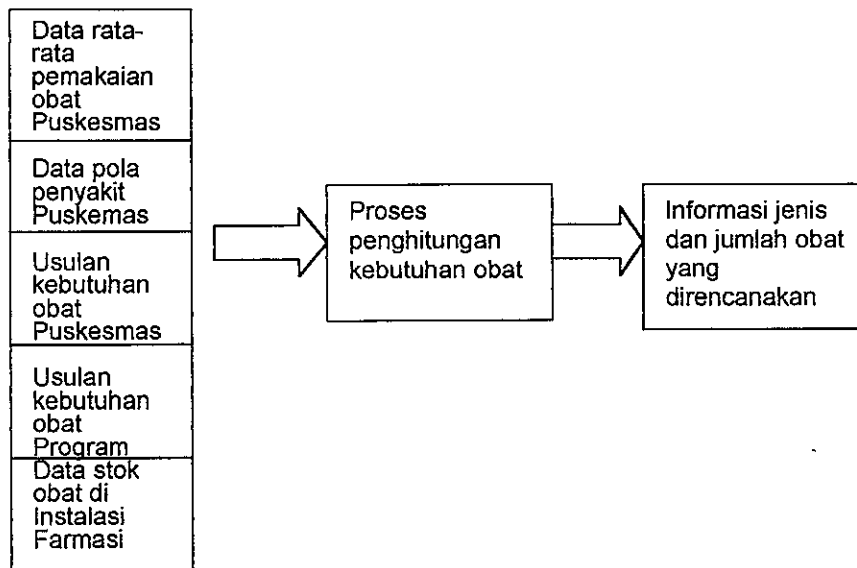 Data rata-
rata
pemakaian
obat
Puskesmas
Data pola
penyakit
Puskemas
Usulan
kebutuhan
obat
Puskesmas
Usulan
kebutuhan
obat
Program
Data stok
obat di
Instalasi
Farmasi
Proses
penghitungan
kebutuhan obat
Informasi jenis
dan jumlah obat
yang
direncanakan